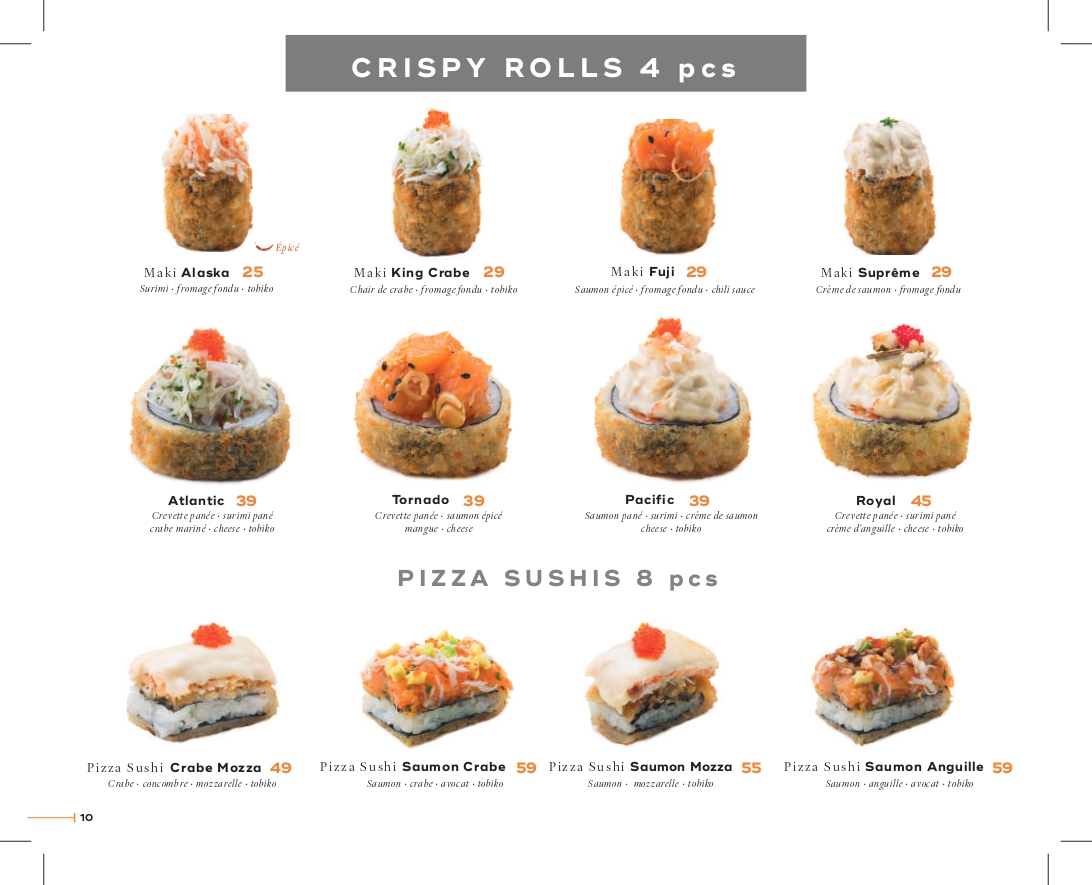 CRISPY ROLLS 4 pcs
Épicé
Maki Alaska 25
Surimi · fromage fondu · tobiko
Maki King Crabe 29
Chair de crabe · fromage fondu · tobiko
Maki Fuji 29
Saumon épicé · fromage fondu · chili sauce
Maki Suprême 29
Crème de saumon · fromage fondu
Atlantic 39
Crevette panée · surimi pané
crabe mariné · cheese · tobiko
Tornado 39
Crevette panée · saumon épicé
mangue · cheese
Pacific 39
Saumon pané · surimi · crème de saumon
cheese · tobiko
Royal 45
Crevette panée · surimi pané
crème d'anguille · cheese · tobiko
PIZZA SUSHIS 8 pcs
Pizza Sushi Crabe Mozza 49
Crabe · concombre · mozzarelle · tobiko
Pizza Sushi Saumon Crabe 59
Saumon · crabe · avocat · tobiko
Pizza Sushi Saumon Mozza 55
Saumon · mozzarelle · tobiko
Pizza Sushi Saumon Anguille 59
Saumon · anguille · avocat · tobiko
10